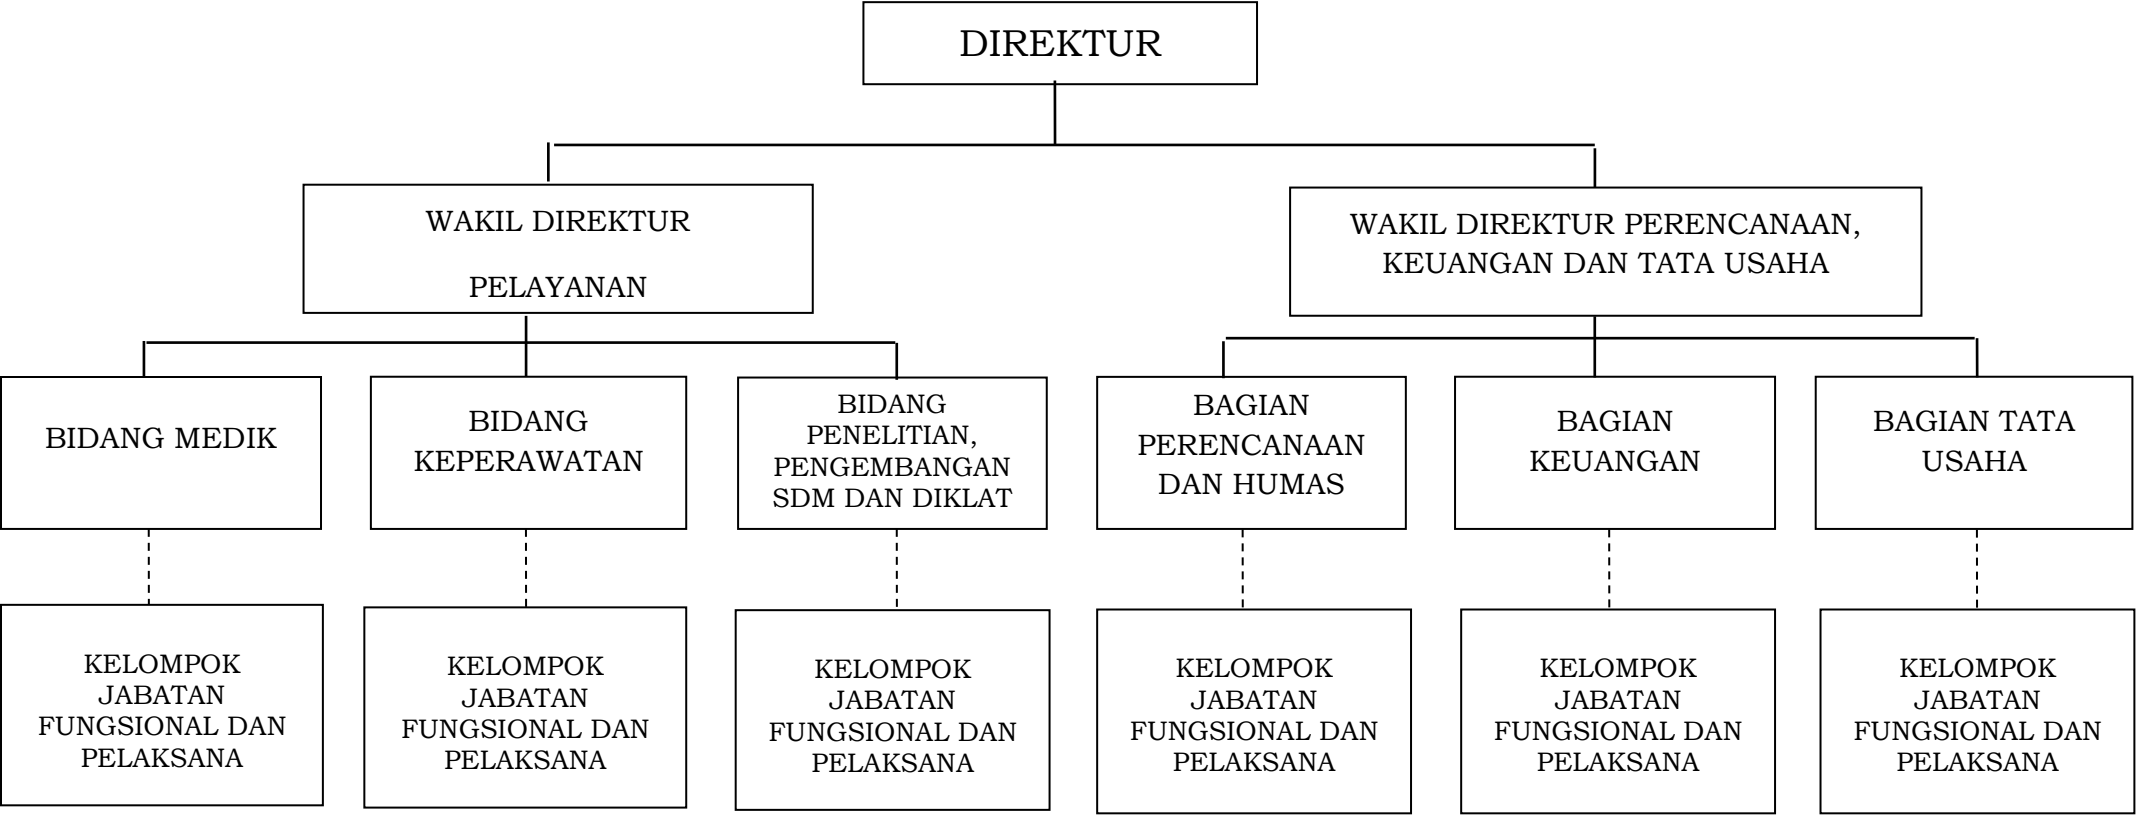 DIREKTUR
WAKIL DIREKTUR
PELAYANAN
WAKIL DIREKTUR PERENCANAAN,
KEUANGAN DAN TATA USAHA
BIDANG MEDIK
BIDANG
KEPERAWATAN
BIDANG
PENELITIAN,
PENGEMBANGAN
SDM DAN DIKLAT
BAGIAN
PERENCANAAN
DAN HUMAS
BAGIAN
KEUANGAN
BAGIAN TATA
USAHA
KELOMPOK
JABATAN
FUNGSIONAL DAN
PELAKSANA
KELOMPOK
JABATAN
FUNGSIONAL DAN
PELAKSANA
KELOMPOK
JABATAN
FUNGSIONAL DAN
PELAKSANA
KELOMPOK
JABATAN
FUNGSIONAL DAN
PELAKSANA
KELOMPOK
JABATAN
FUNGSIONAL DAN
PELAKSANA
KELOMPOK
JABATAN
FUNGSIONAL DAN
PELAKSANA